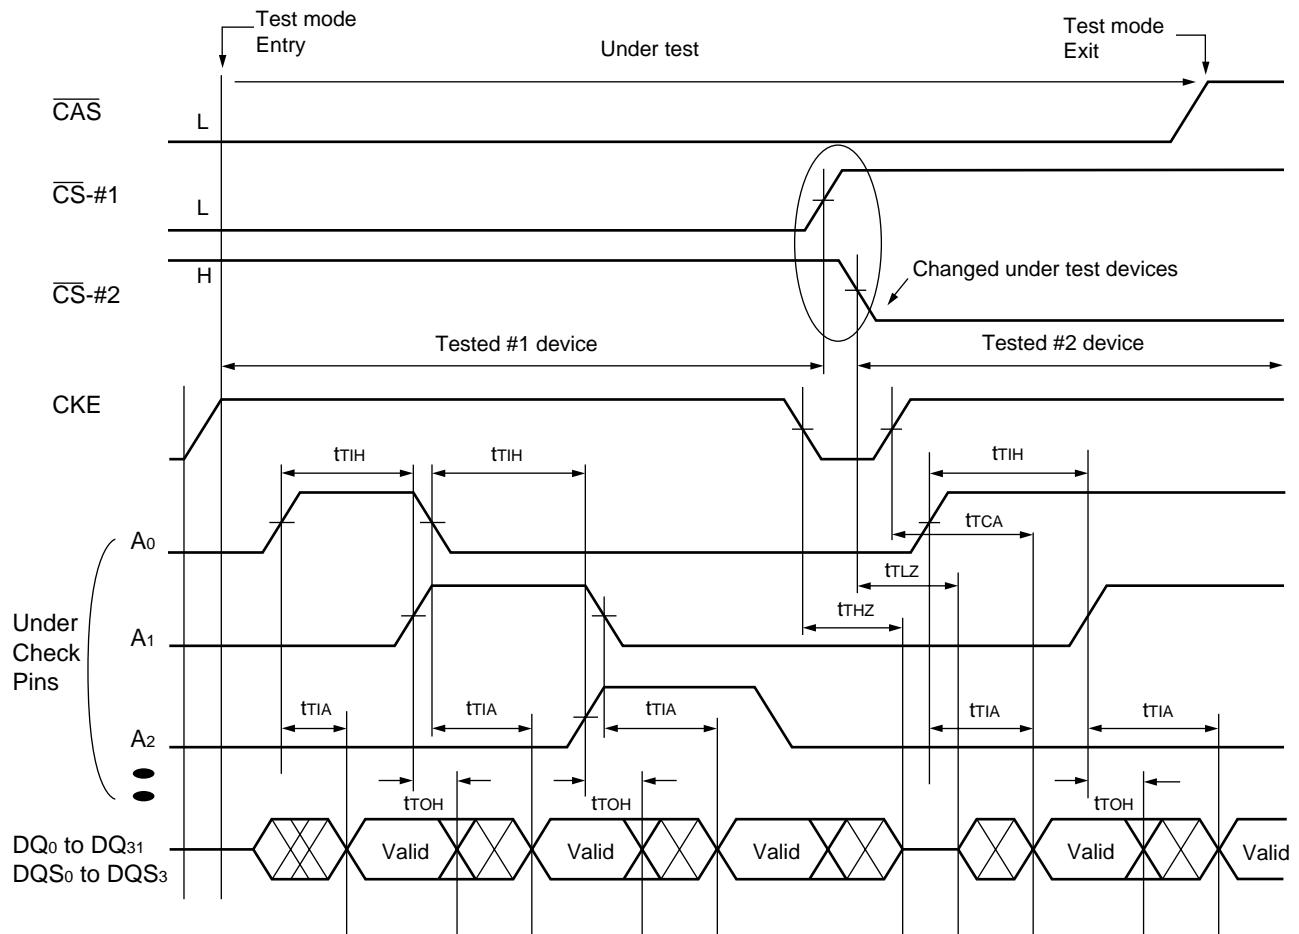 Test mode
Entry
Under test
Test mode
Exit
CAS
L
CS-#1
L
H
CS-#2
Changed under test devices
Tested #1 device
Tested #2 device
CKE
tTIH
tTIH
tTIH
tTCA
A0
tTLZ
tTHZ
Under
Check
Pins
A1
tTIA
tTIA
tTIA
tTIA
tTIA
A2
tTOH
tTOH
tTOH
DQ0 to DQ31
DQS0 to DQS3
Valid
Valid
Valid
Valid
Valid